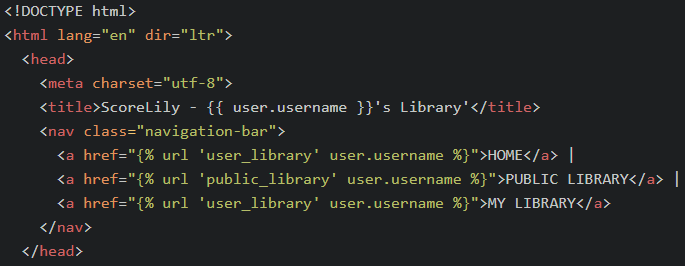 <!DOCTYPE html>
<html lang="en" dir="ltr">
  <head>
    <meta charset="utf-8">
    <title>ScoreLily - {{ user.username }}'s Library'</title>
    <nav class="navigation-bar">
      <a href="{% url 'user_library' user.username %}">HOME</a> |
      <a href="{% url 'public_library' user.username %}">PUBLIC LIBRARY</a> |
      <a href="{% url 'user_library' user.username %}">MY LIBRARY</a>
    </nav>
  </head>